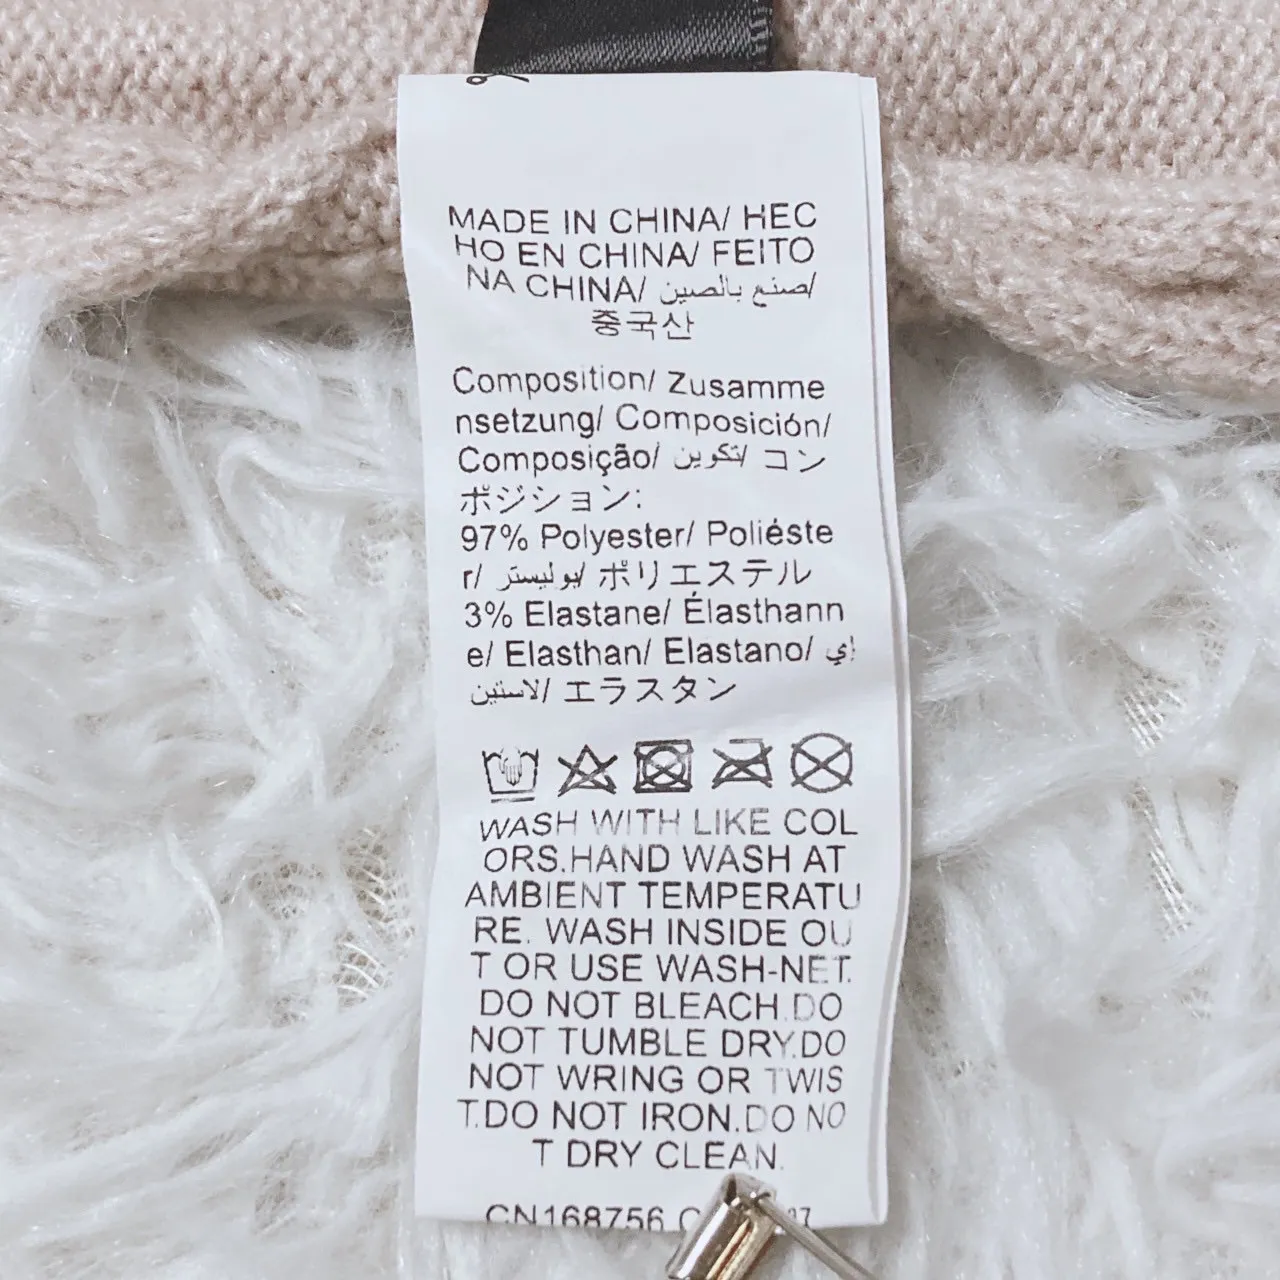 MADE IN CHINA/ HEC
HO EN CHINA/ FEITO
NA CHINA/ صنع بالصين/
중국산
Composition/ Zusamme
nsetzung/ Composición/
Composição/ تكوين/ コン
ポジション:
97% Polyester/ Poliéste
r/ بوليستر/ ポリエステル
3% Elastane/ Élasthann
e/ Elasthan/ Elastano/ إي
لاستين/ エラスタン
WASH WITH LIKE COL
ORS.HAND WASH AT
AMBIENT TEMPERATU
RE. WASH INSIDE OU
T OR USE WASH-NET.
DO NOT BLEACH.DO
NOT TUMBLE DRY.DO
NOT WRING OR TWIS
T.DO NOT IRON.DO NO
T DRY CLEAN.
CN168756